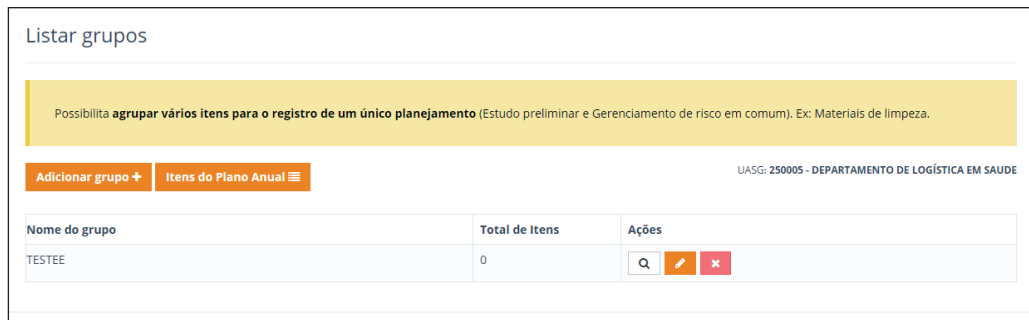 Listar grupos
Possibilita agrupar vários itens para o registro de um único planejamento (Estudo preliminar e Gerenciamento de risco em comum). Ex: Materiais de limpeza.
Adicionar grupo + Itens do Plano Anual UASG: 250005 - DEPARTAMENTO DE LOGÍSTICA EM SAUDE
Nome do grupo Total de Itens Ações
TESTEE 0